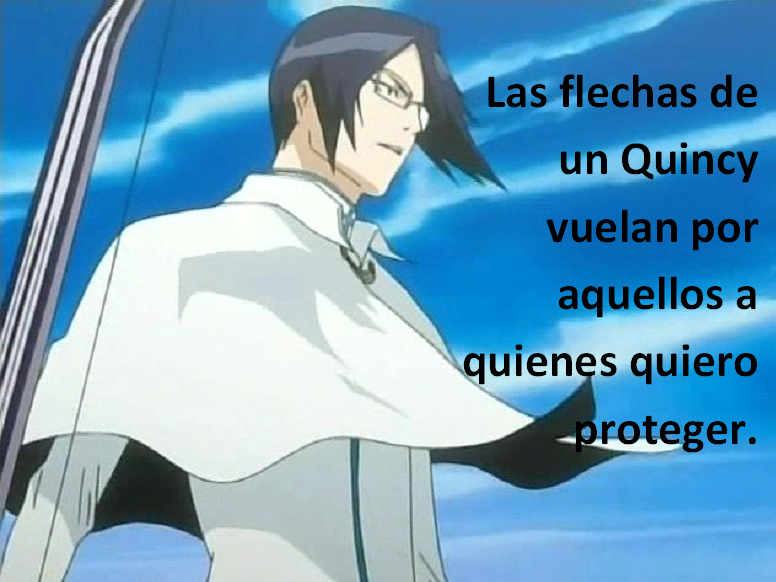 Las flechas de
un Quincy
vuelan por
aquellos a
quienes quiero
proteger.